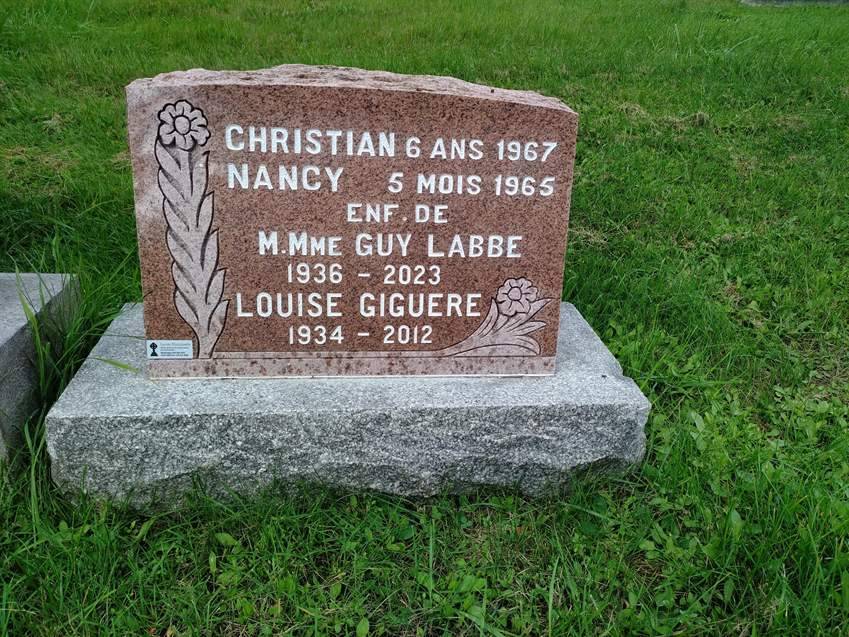 CHRISTIAN 6 ANS 1967
NANCY 5 MOIS 1965
ENF. DE
M.MME GUY LABBE
1936 - 2023
LOUISE GIGUERE
1934 - 2012